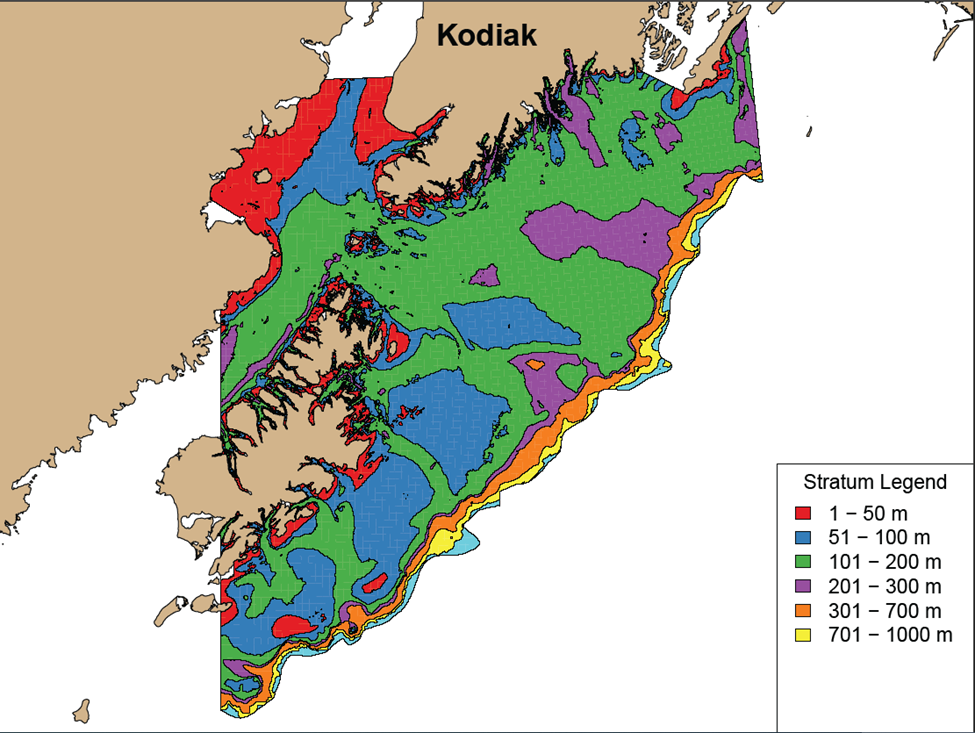 Kodiak
Stratum Legend
1 − 50 m
51 − 100 m
101 − 200 m
201 − 300 m
301 − 700 m
701 − 1000 m